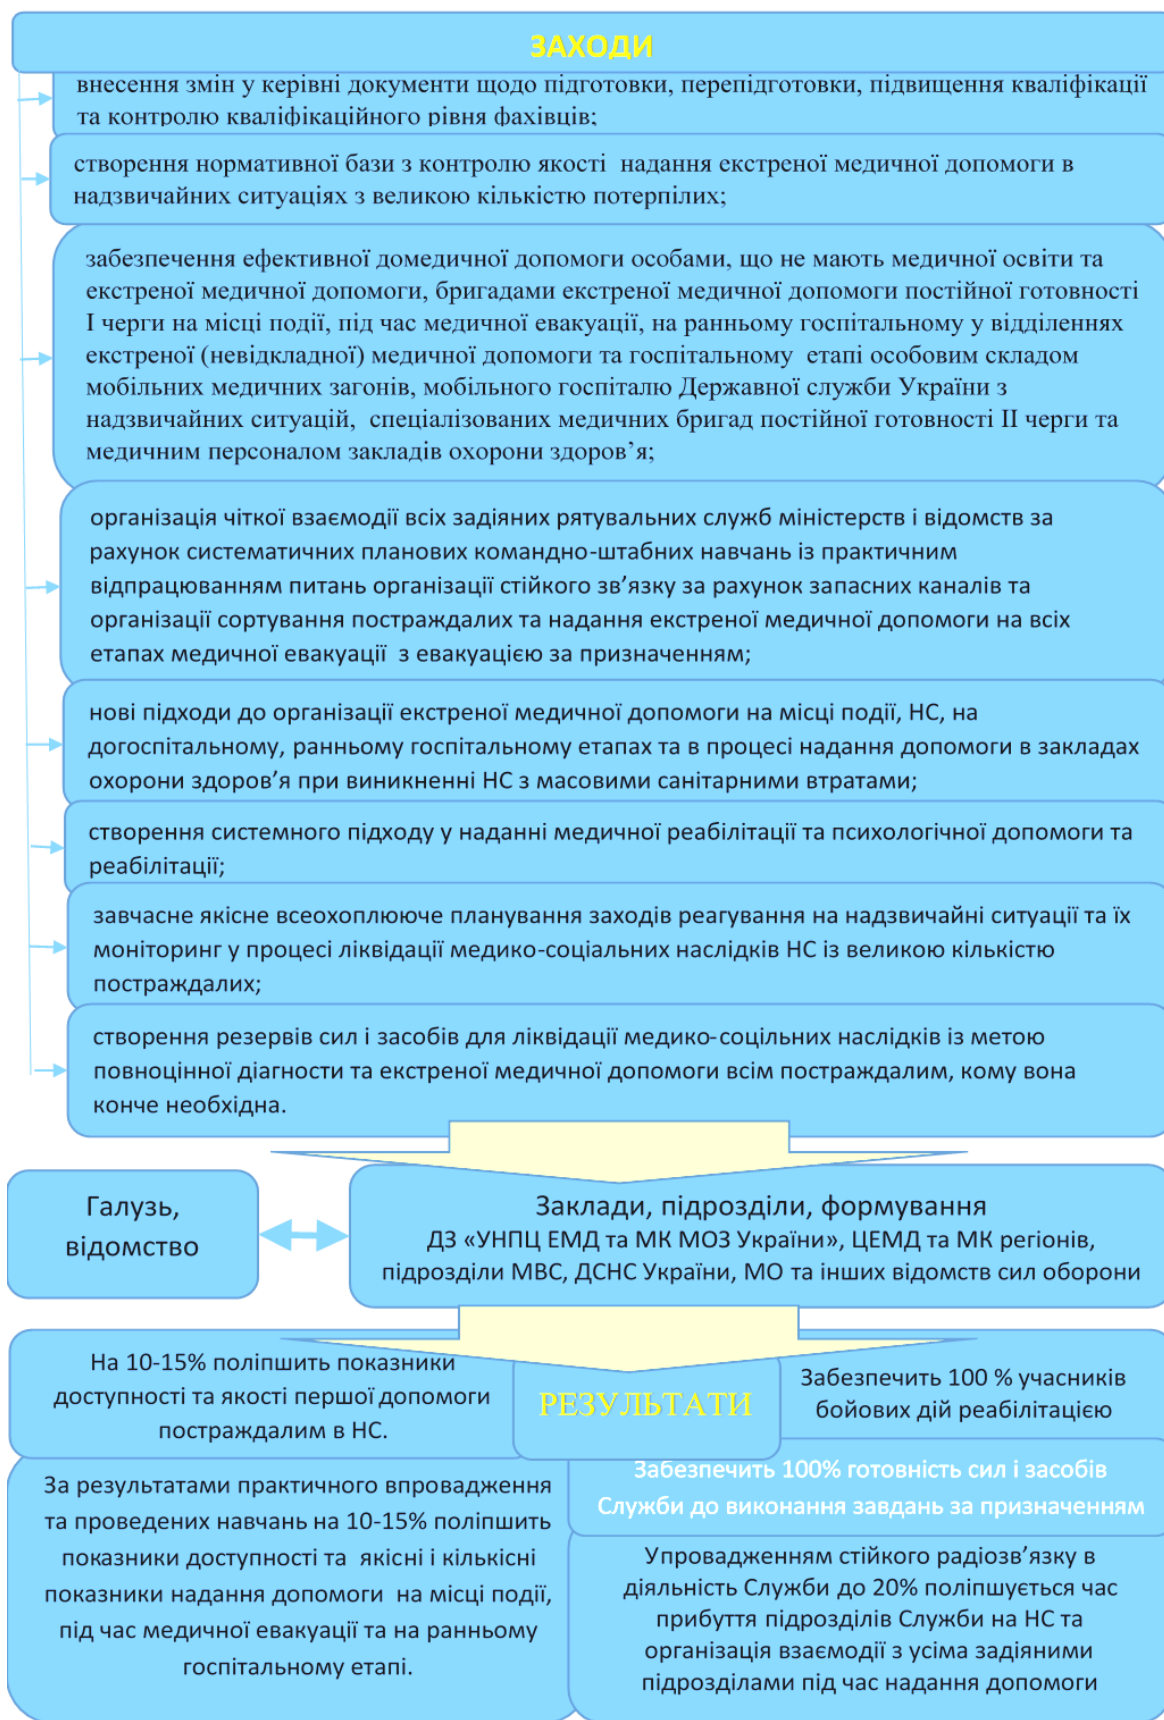 ЗАХОДИ
внесення змін у керівні документи щодо підготовки, перепідготовки, підвищення кваліфікації
та контролю кваліфікаційного рівня фахівців;
створення нормативної бази з контролю якості надання екстреної медичної допомоги в
надзвичайних ситуаціях з великою кількістю потерпілих;
забезпечення ефективної домедичної допомоги особами, що не мають медичної освіти та
екстреної медичної допомоги, бригадами екстреної медичної допомоги постійної готовності
І черги на місці події, під час медичної евакуації, на ранньому госпітальному у відділеннях
екстреної (невідкладної) медичної допомоги та госпітальному етапі особовим складом
мобільних медичних загонів, мобільного госпіталю Державної служби України з
надзвичайних ситуацій, спеціалізованих медичних бригад постійної готовності ІІ черги та
медичним персоналом закладів охорони здоров’я;
організація чіткої взаємодії всіх задіяних рятувальних служб міністерств і відомств за
рахунок систематичних планових командно-штабних навчань із практичним
відпрацюванням питань організації стійкого зв’язку за рахунок запасних каналів та
організації сортування постраждалих та надання екстреної медичної допомоги на всіх
етапах медичної евакуації з евакуацією за призначенням;
нові підходи до організації екстреної медичної допомоги на місці події, НС, на
догоспітальному, ранньому госпітальному етапах та в процесі надання допомоги в закладах
охорони здоров’я при виникненні НС з масовими санітарними втратами;
створення системного підходу у наданні медичної реабілітації та психологічної допомоги та
реабілітації;
завчасне якісне всеохоплююче планування заходів реагування на надзвичайні ситуації та їх
моніторинг у процесі ліквідації медико-соціальних наслідків НС із великою кількістю
постраждалих;
створення резервів сил і засобів для ліквідації медико-соцільних наслідків із метою
повноцінної діагности та екстреної медичної допомоги всім постраждалим, кому вона
конче необхідна.
Галузь,
відомство
Заклади, підрозділи, формування
ДЗ «УНПЦ ЕМД та МК МОЗ України», ЦЕМД та МК регіонів,
підрозділи МВС, ДСНС України, МО та інших відомств сил оборони
На 10-15% поліпшить показники
доступності та якості першої допомоги
постраждалим в НС.
РЕЗУЛЬТАТИ
Забезпечить 100 % учасників
бойових дій реабілітацією
За результатами практичного впровадження
та проведених навчань на 10-15% поліпшить
показники доступності та якісні і кількісні
показники надання допомоги на місці події,
під час медичної евакуації та на ранньому
госпітальному етапі.
Забезпечить 100% готовність сил і засобів
Служби до виконання завдань за призначенням
Упровадженням стійкого радіозв’язку в
діяльність Служби до 20% поліпшується час
прибуття підрозділів Служби на НС та
організація взаємодії з усіма задіяними
підрозділами під час надання допомоги